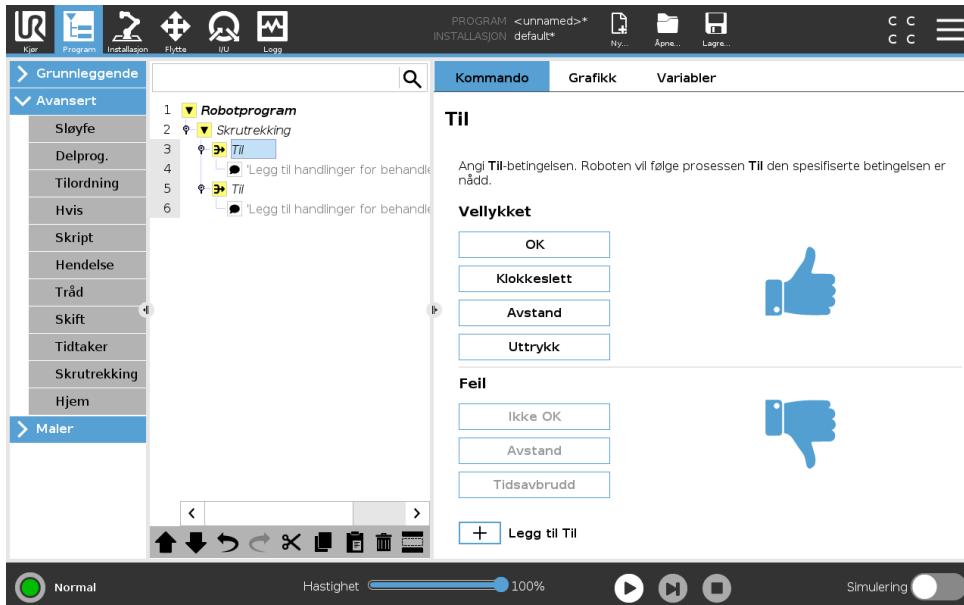 PROGRAM <unnamed>*
INSTALLASJON default*
UR
Kjør
Program
Installasjon
Flytte
I/U
Logg
Ny...
Åpne...
Lagre...
C C
C C
Grunnleggende
Avansert
Sløyfe
Delprog.
Tilordning
Hvis
Skript
Hendelse
Tråd
Skift
Tidtaker
Skrutrekking
Hjem
Maler
1 Robotprogram
2 Skrutrekking
3 Til
4 'Legg til handlinger for behandle
5 Til
6 'Legg til handlinger for behandle
Kommando
Grafikk
Variabler
Til
Angi Til-betingelsen. Roboten vil følge prosessen Til den spesifiserte betingelsen er
nådd.
Vellykket
OK
Klokkeslett
Avstand
Uttrykk
Feil
Ikke OK
Avstand
Tidsavbrudd
Legg til Til
Normal
Hastighet
100%
Simulering